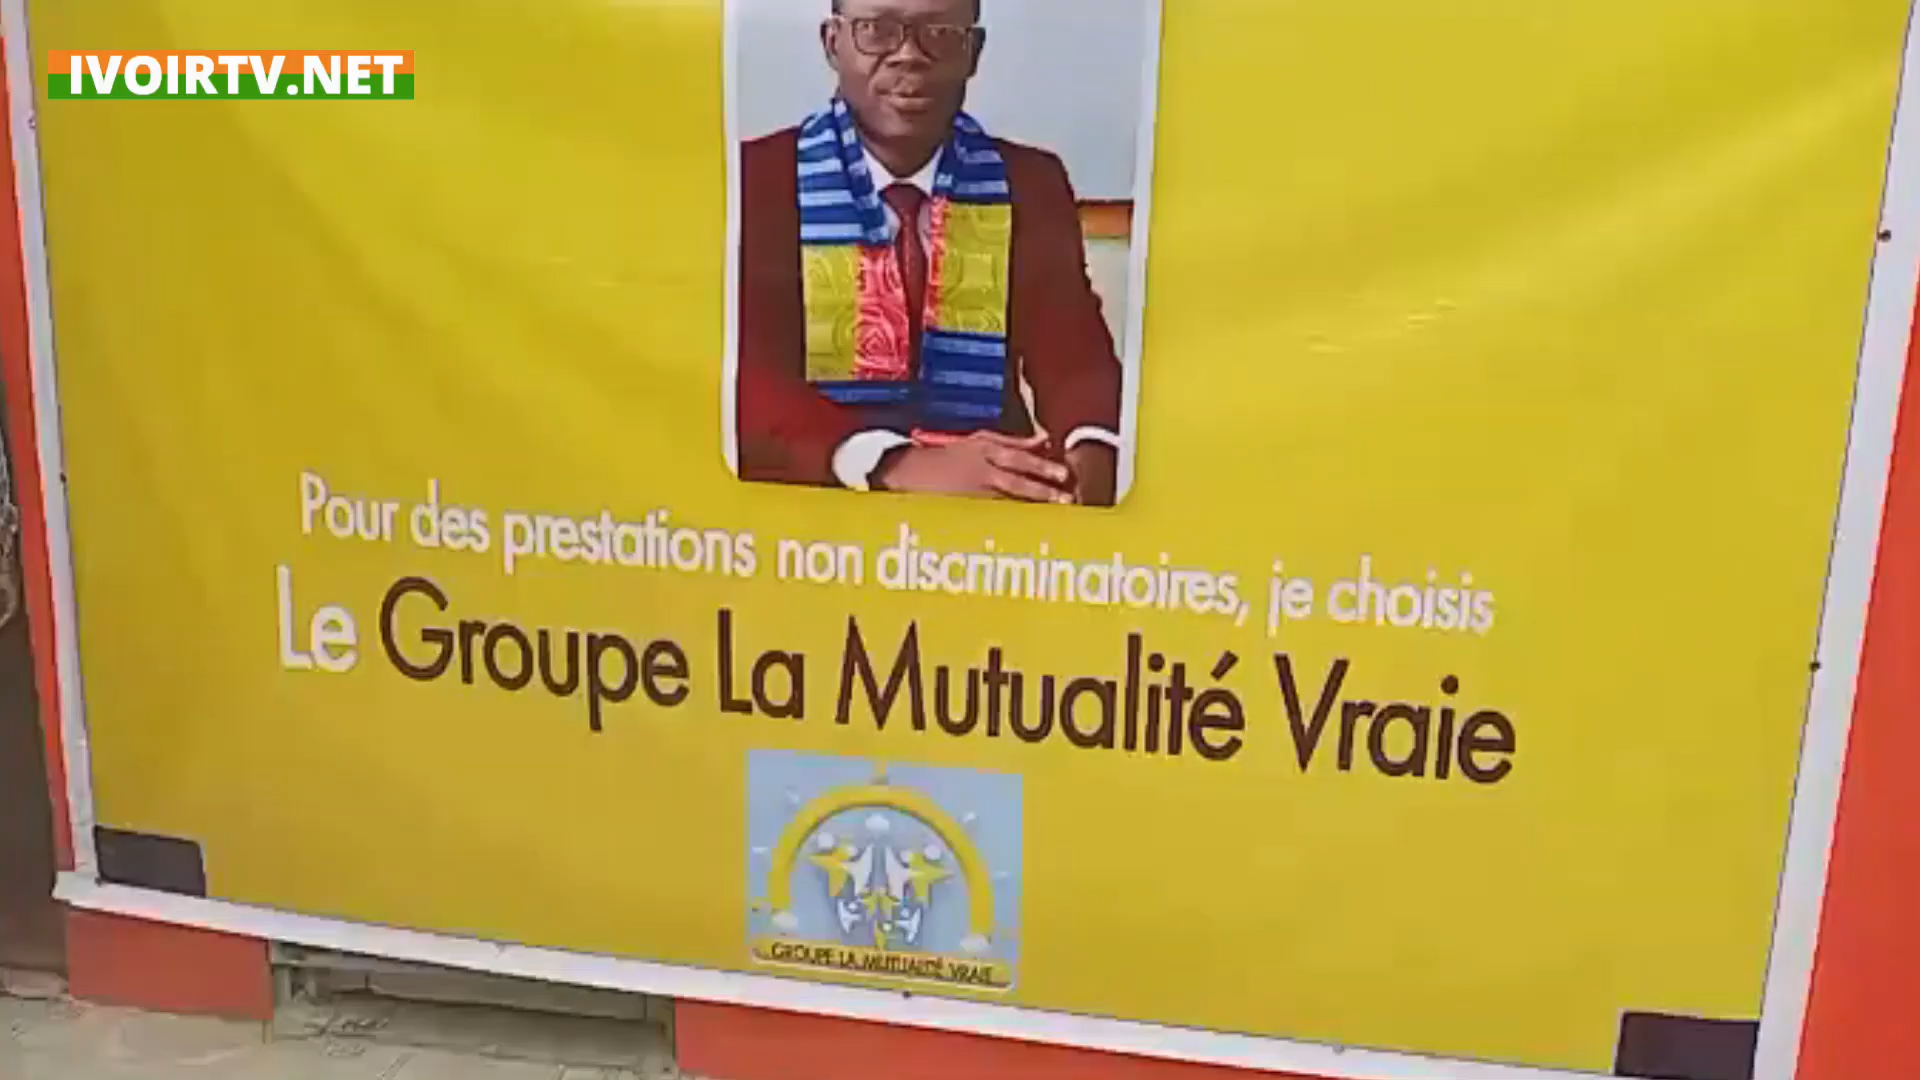 IVOIRTV.NET
Pour des prestations non discriminatoires, je choisis
Le Groupe La Mutualité Vraie
GROUPE LA MUTUALITÉ VRAIE